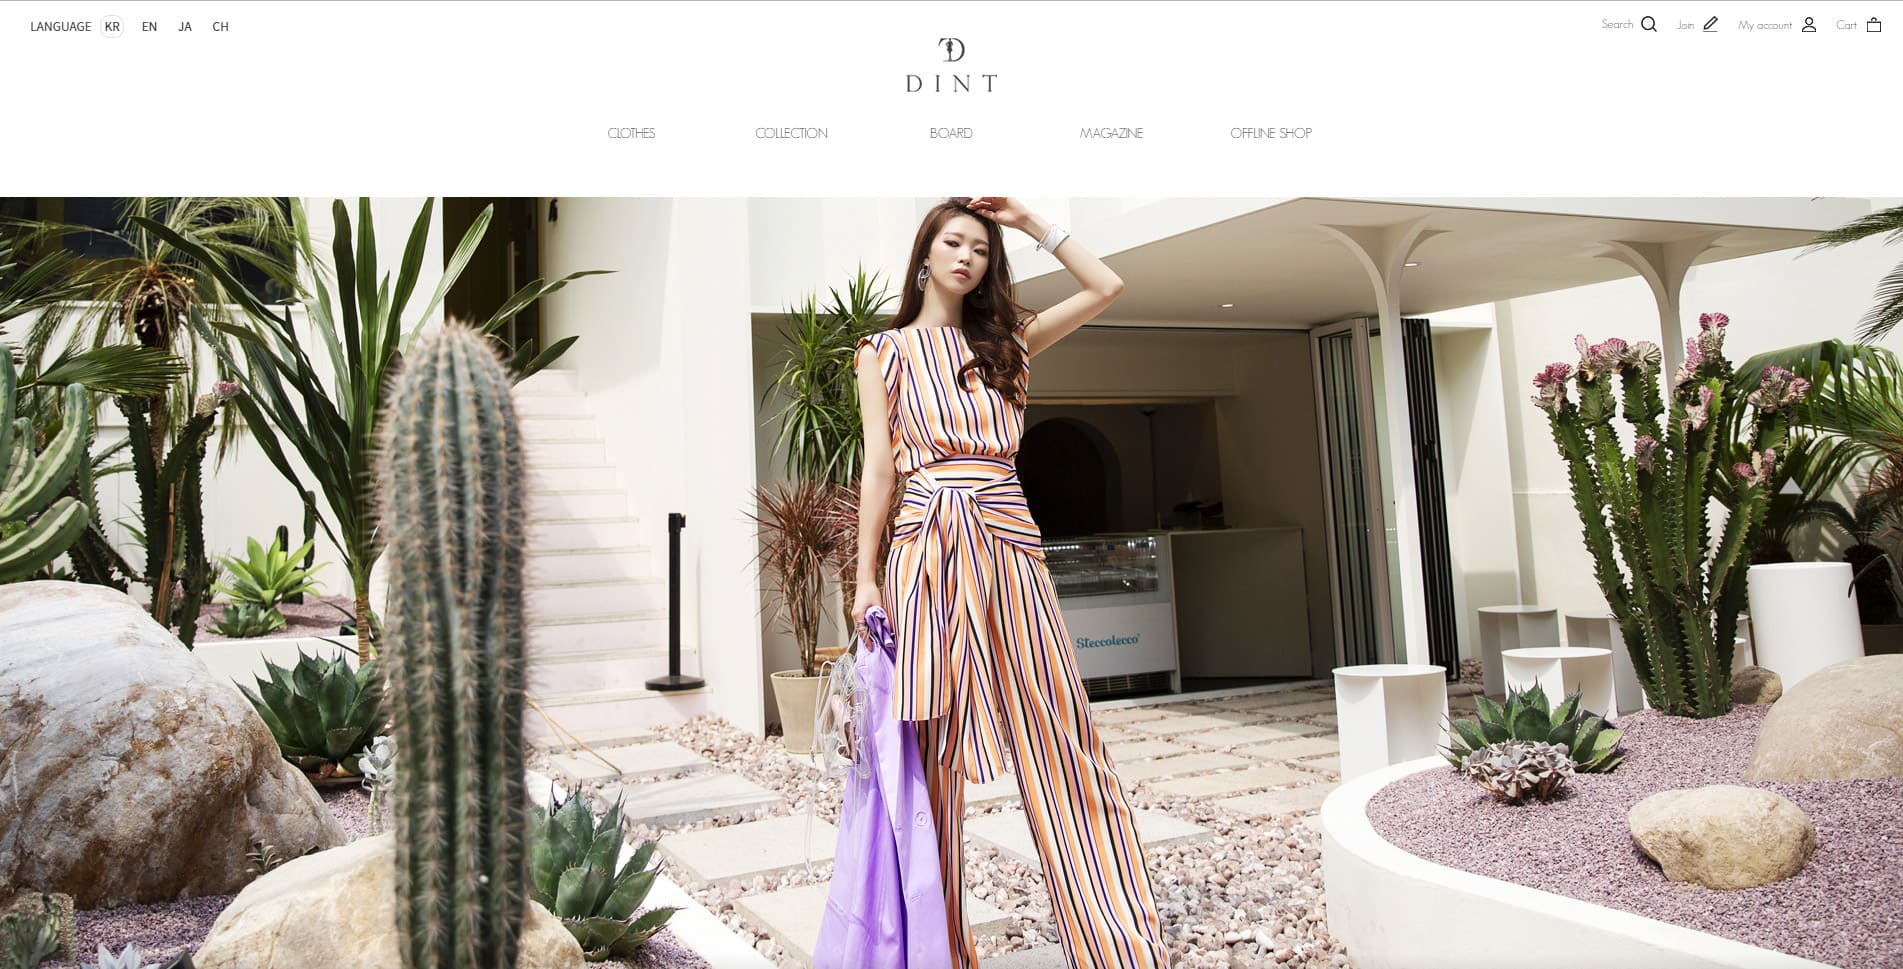 LANGUAGE KR EN JA CH
Search Join My account Cart
DINT
CLOTHES COLLECTION BOARD MAGAZINE OFFLINE SHOP
Steccolecco